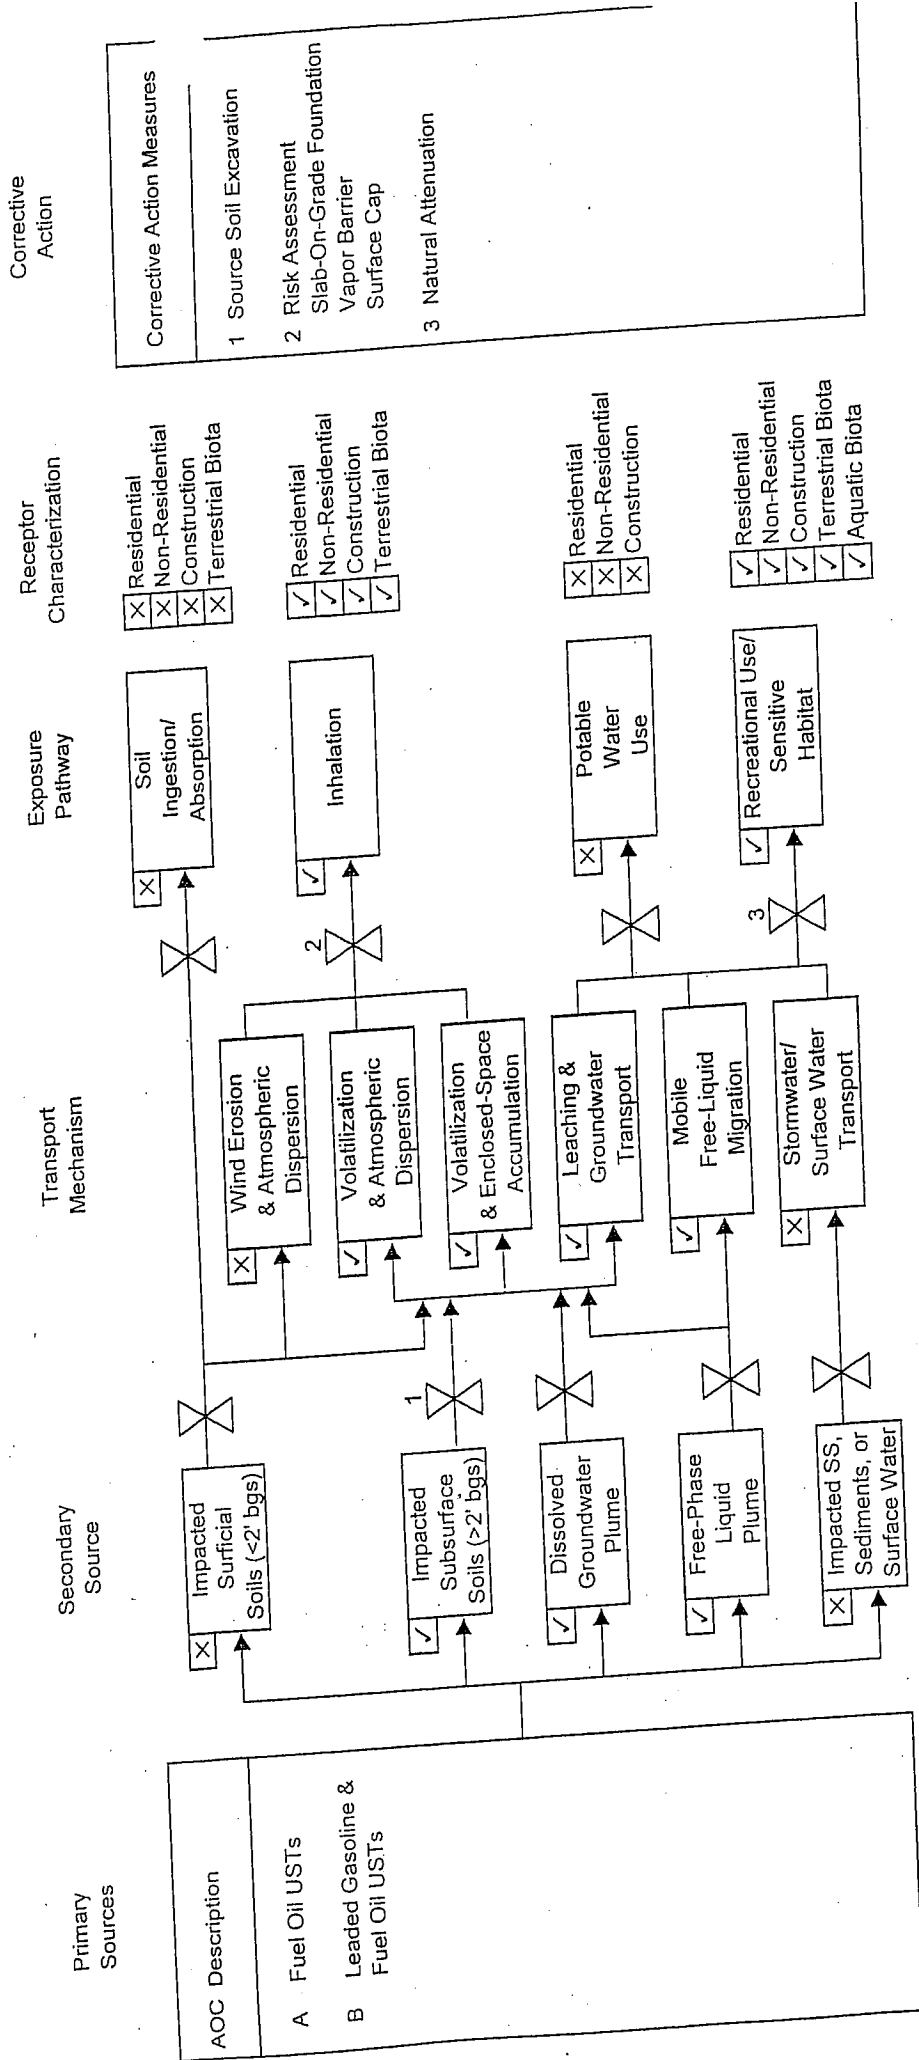 Primary
Sources
Secondary
Source
Transport
Mechanism
Exposure
Pathway
Receptor
Characterization
Corrective
Action
AOC Description
A Fuel Oil USTs
B Leaded Gasoline &
Fuel Oil USTs
Impacted
Surficial
Soils (<2' bgs)
Impacted
Subsurface
Soils (>2' bgs)
1
Dissolved
Groundwater
Plume
Free-Phase
Liquid
Plume
Impacted SS,
Sediments, or
Surface Water
Wind Erosion
& Atmospheric
Dispersion
Volatilization
& Atmospheric
Dispersion
Volatilization
& Enclosed-Space
Accumulation
Leaching &
Groundwater
Transport
Mobile
Free-Liquid
Migration
Stormwater/
Surface Water
Transport
2
3
Soil
Ingestion/
Absorption
Inhalation
Potable
Water
Use
Recreational Use/
Sensitive
Habitat
Residential
Non-Residential
Construction
Terrestrial Biota
Residential
Non-Residential
Construction
Terrestrial Biota
Residential
Non-Residential
Construction
Residential
Non-Residential
Construction
Terrestrial Biota
Aquatic Biota
Corrective Action Measures
1 Source Soil Excavation
2 Risk Assessment
Slab-On-Grade Foundation
Vapor Barrier
Surface Cap
3 Natural Attenuation